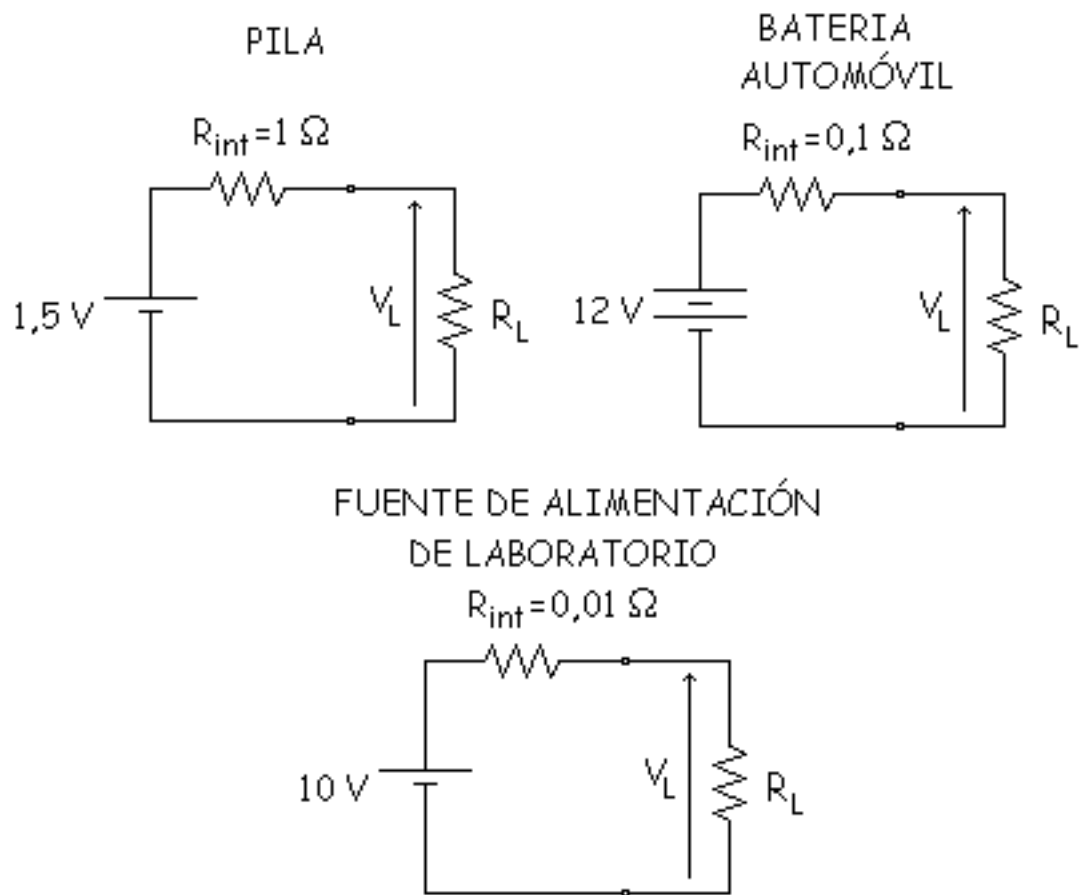 PILA
R_int=1 Ω
1,5 V
V_L
R_L
BATERIA
AUTOMÓVIL
R_int=0,1 Ω
12 V
V_L
R_L
FUENTE DE ALIMENTACIÓN
DE LABORATORIO
R_int=0,01 Ω
10 V
V_L
R_L